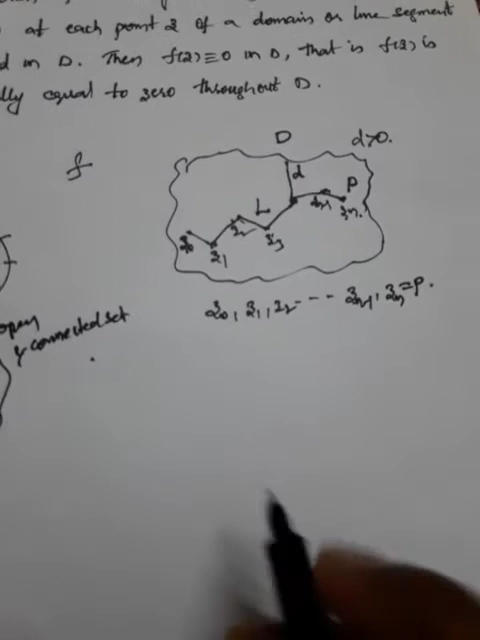 at each point z of a domain or line segment
d in D. Then f(z)≡0 in D, that is f(z) is
lly equal to zero throughout D.
D
d>0.
f
d
P
L
z0
z1
z2
z3
zn-1
zn
z0, z1, z2 --- zn-1, zn=P.
open
& connected set